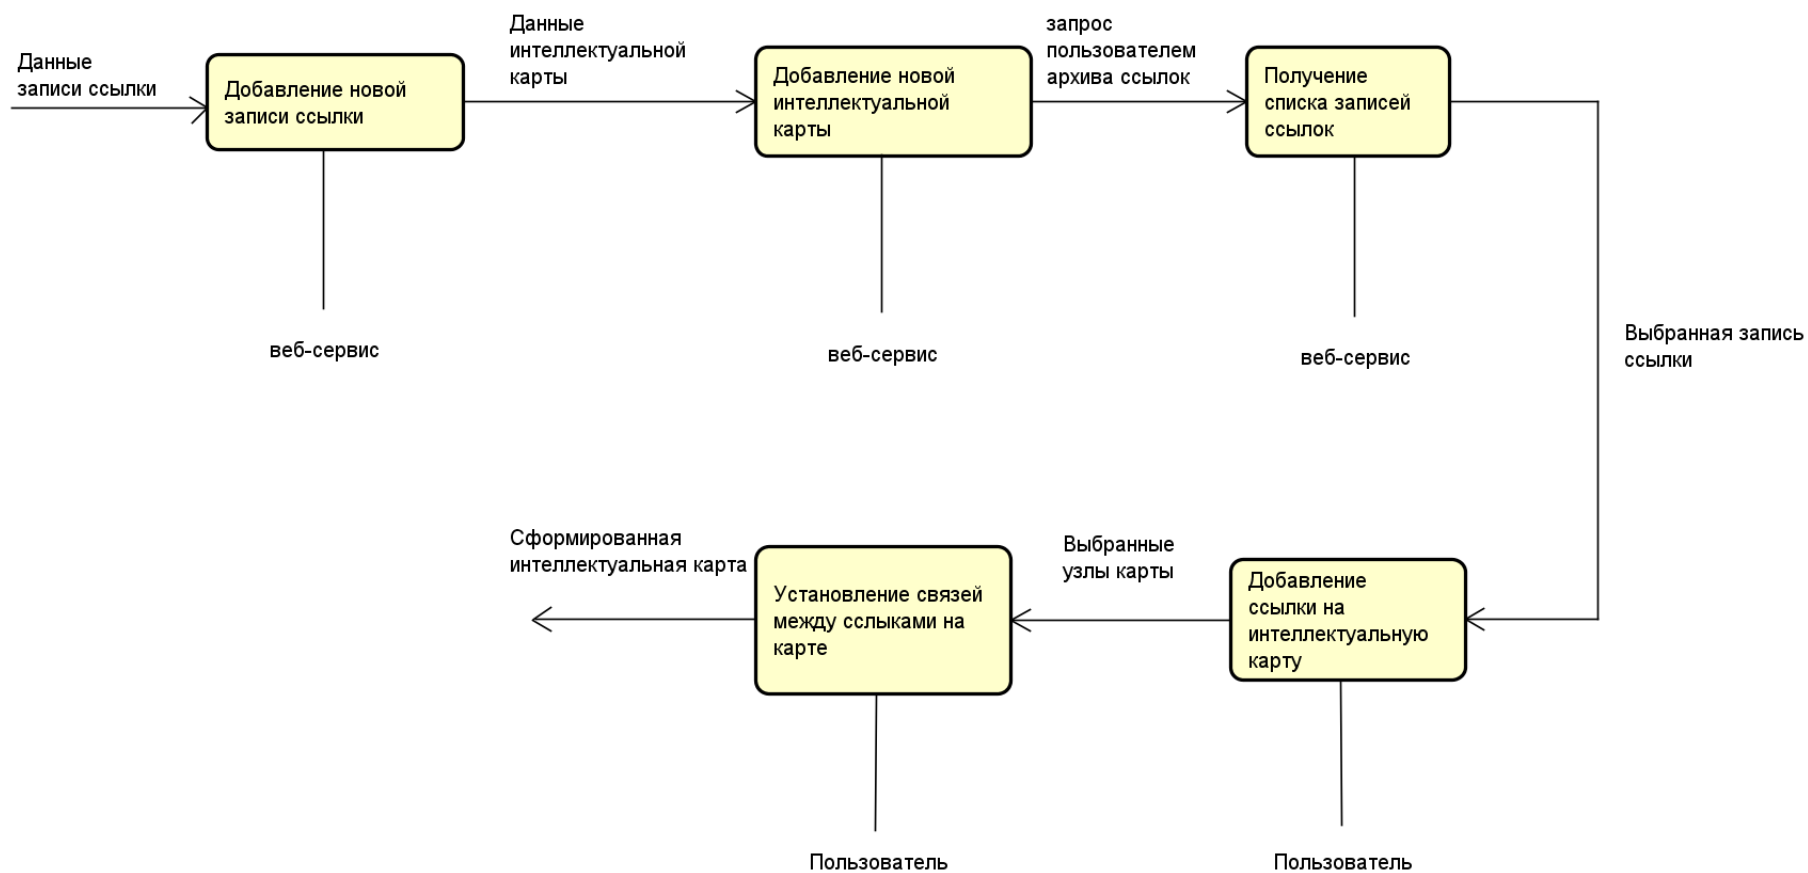 Данные
записи ссылки
Добавление новой
записи ссылки
Данные
интеллектуальной
карты
Добавление новой
интеллектуальной
карты
запрос
пользователем
архива ссылок
Получение
списка записей
ссылок
веб-сервис
веб-сервис
веб-сервис
Выбранная запись
ссылки
Сформированная
интеллектуальная карта
Установление связей
между сслыками на
карте
Выбранные
узлы карты
Добавление
ссылки на
интеллектуальную
карту
Пользователь
Пользователь